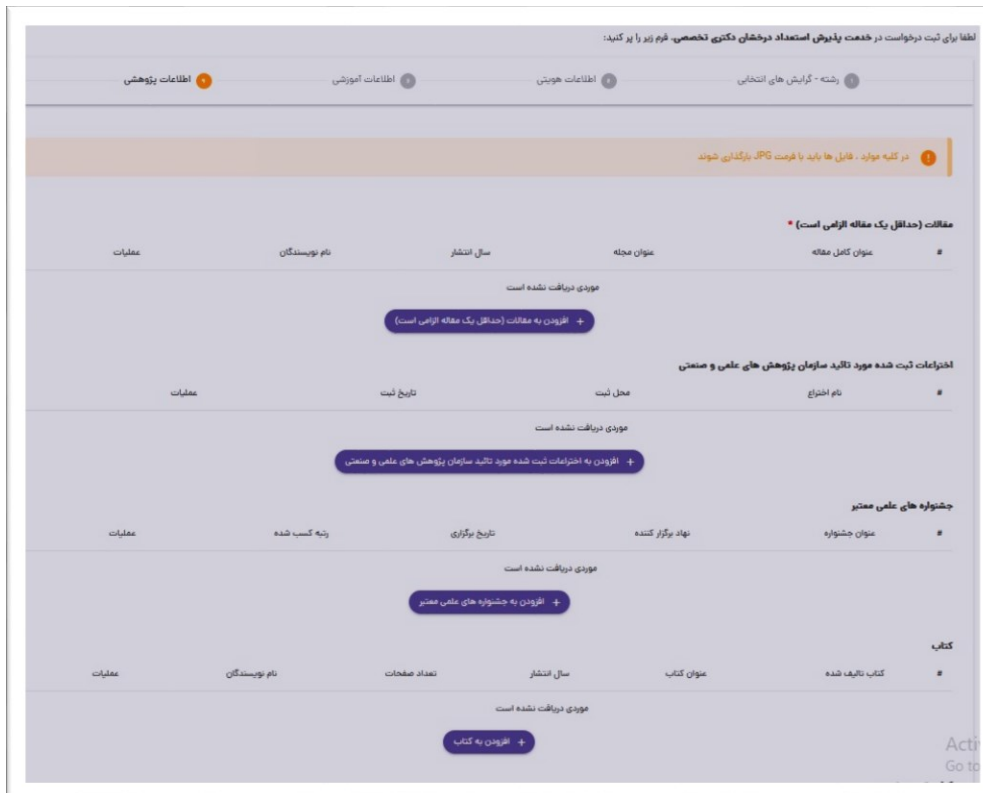 لطفا برای ثبت درخواست در خدمت پذیرش استعداد درخشان دکتری تخصصی، فرم زیر را پر کنید:
رشته - گرایش های انتخابی
اطلاعات هویتی
اطلاعات آموزشی
اطلاعات پژوهشی
در کلیه موارد ، فایل ها باید با فرمت JPG بارگذاری شوند
مقالات (حداقل یک مقاله الزامی است) *
# عنوان کامل مقاله عنوان مجله سال انتشار نام نویسندگان عملیات
موردی دریافت نشده است
+ افزودن به مقالات (حداقل یک مقاله الزامی است)
اختراعات ثبت شده مورد تائید سازمان پژوهش های علمی و صنعتی
# نام اختراع محل ثبت تاریخ ثبت عملیات
موردی دریافت نشده است
+ افزودن به اختراعات ثبت شده مورد تائید سازمان پژوهش های علمی و صنعتی
جشنواره های علمی معتبر
# عنوان جشنواره نهاد برگزار کننده تاریخ برگزاری رتبه کسب شده عملیات
موردی دریافت نشده است
+ افزودن به جشنواره های علمی معتبر
کتاب
# کتاب تالیف شده عنوان کتاب سال انتشار تعداد صفحات نام نویسندگان عملیات
موردی دریافت نشده است
+ افزودن به کتاب
Acti
Go to